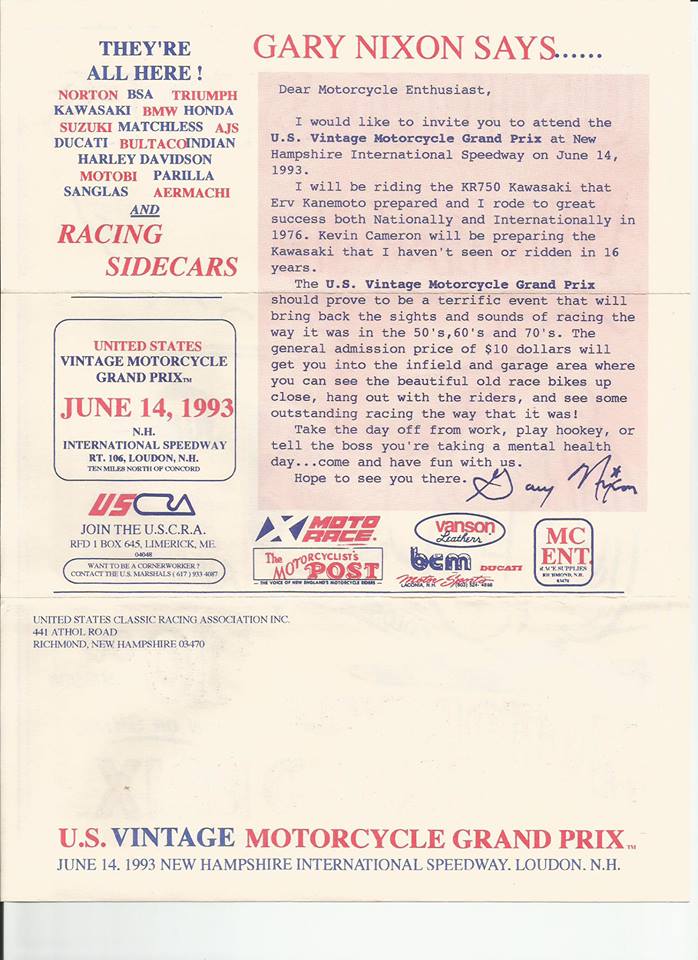 THEY'RE
ALL HERE !
NORTON BSA TRIUMPH
KAWASAKI BMW HONDA
SUZUKI MATCHLESS AJS
DUCATI BULTACO INDIAN
HARLEY DAVIDSON
MOTOBI PARILLA
SANGLAS AERMACHI
AND
RACING
SIDECARS
UNITED STATES
VINTAGE MOTORCYCLE
GRAND PRIX™
JUNE 14, 1993
N.H.
INTERNATIONAL SPEEDWAY
RT. 106, LOUDON, N.H.
TEN MILES NORTH OF CONCORD
USCRA
JOIN THE U.S.C.R.A.
RFD 1 BOX 645, LIMERICK, ME.
04048
WANT TO BE A CORNERWORKER ?
CONTACT THE U.S. MARSHALS ( 617 ) 933-4087
GARY NIXON SAYS......
Dear Motorcycle Enthusiast,
I would like to invite you to attend the
U.S. Vintage Motorcycle Grand Prix at New
Hampshire International Speedway on June 14,
1993.
I will be riding the KR750 Kawasaki that
Erv Kanemoto prepared and I rode to great
success both Nationally and Internationally in
1976. Kevin Cameron will be preparing the
Kawasaki that I haven't seen or ridden in 16
years.
The U.S. Vintage Motorcycle Grand Prix
should prove to be a terrific event that will
bring back the sights and sounds of racing the
way it was in the 50's,60's and 70's. The
general admission price of $10 dollars will
get you into the infield and garage area where
you can see the beautiful old race bikes up
close, hang out with the riders, and see some
outstanding racing the way that it was!
Take the day off from work, play hookey, or
tell the boss you're taking a mental health
day...come and have fun with us.
Hope to see you there.
Gary Nixon
MOTO
RACE.
The MOTORCYCLIST'S
POST
THE VOICE OF NEW ENGLAND'S MOTORCYCLE RIDERS
vanson
Leathers
bcm DUCATI
Motor Sports
LACONIA, N.H. (603) 524-4868
MC
ENT.
RACE SUPPLIES
RICHMOND, N.H.
03470
UNITED STATES CLASSIC RACING ASSOCIATION INC.
441 ATHOL ROAD
RICHMOND, NEW HAMPSHIRE 03-470
U.S. VINTAGE MOTORCYCLE GRAND PRIX™
JUNE 14. 1993 NEW HAMPSHIRE INTERNATIONAL SPEEDWAY. LOUDON. N.H.